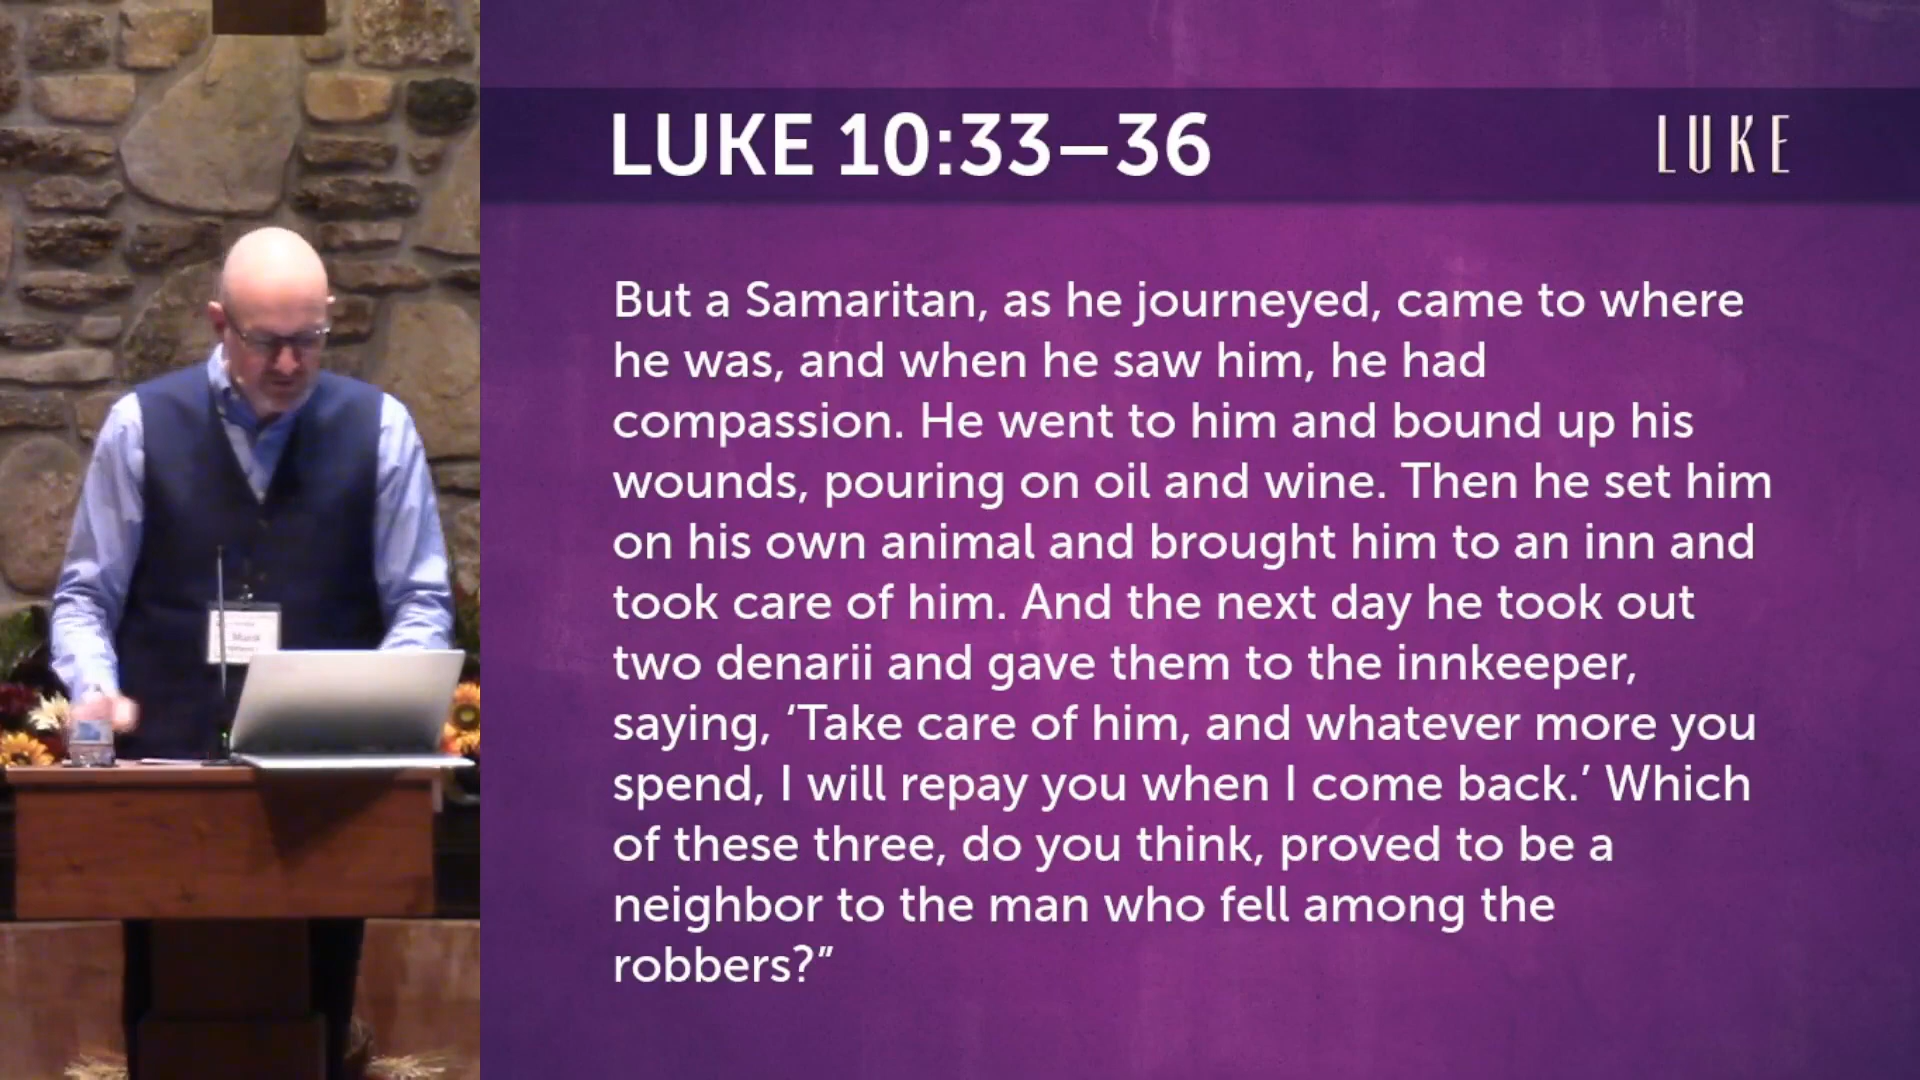 LUKE 10:33–36
LUKE
But a Samaritan, as he journeyed, came to where
he was, and when he saw him, he had
compassion. He went to him and bound up his
wounds, pouring on oil and wine. Then he set him
on his own animal and brought him to an inn and
took care of him. And the next day he took out
two denarii and gave them to the innkeeper,
saying, ‘Take care of him, and whatever more you
spend, I will repay you when I come back.’ Which
of these three, do you think, proved to be a
neighbor to the man who fell among the
robbers?”